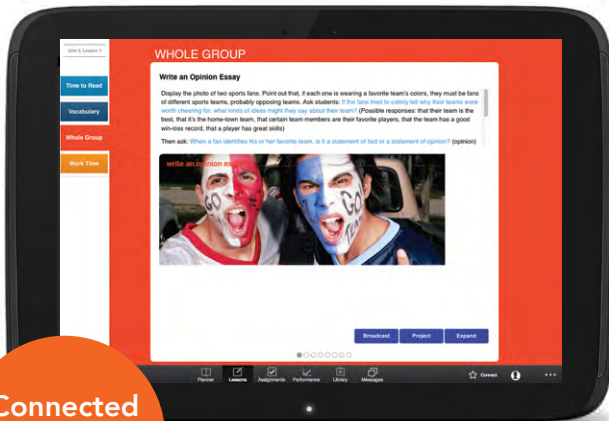 Unit 2, Lesson 1
WHOLE GROUP
Time to Read
Vocabulary
Whole Group
Work Time
Write an Opinion Essay
Display the photo of two sports fans. Point out that, if each one is wearing a favorite team's colors, they must be fans
of different sports teams, probably opposing teams. Ask students: If the fans tried to calmly tell why their teams were
worth cheering for, what kinds of ideas might they say about their team? (Possible responses: that their team is the
best, that it's the home-town team, that certain team members are their favorite players, that the team has a good
win-loss record, that a player has great skills)
Then ask: When a fan identifies his or her favorite team, is it a statement of fact or a statement of opinion? (opinion)
write an opinion essay
GO
GO
TEAM
Broadcast Project Expand
Planner Lessons Assignments Performance Library Messages Connect
Connected